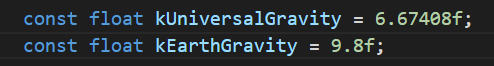 const float kUniversalGravity = 6.67408f;
const float kEarthGravity = 9.8f;